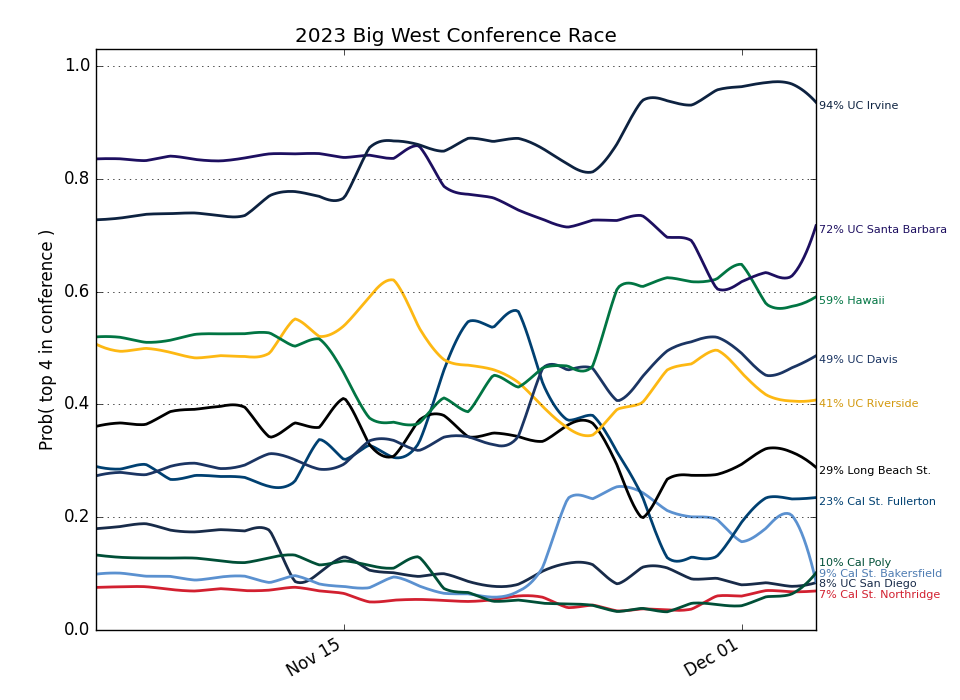 2023 Big West Conference Race
Prob( top 4 in conference )
1.0
0.8
0.6
0.4
0.2
0.0
Nov 15
Dec 01
94% UC Irvine
72% UC Santa Barbara
59% Hawaii
49% UC Davis
41% UC Riverside
29% Long Beach St.
23% Cal St. Fullerton
10% Cal Poly
9% Cal St. Bakersfield
8% UC San Diego
7% Cal St. Northridge